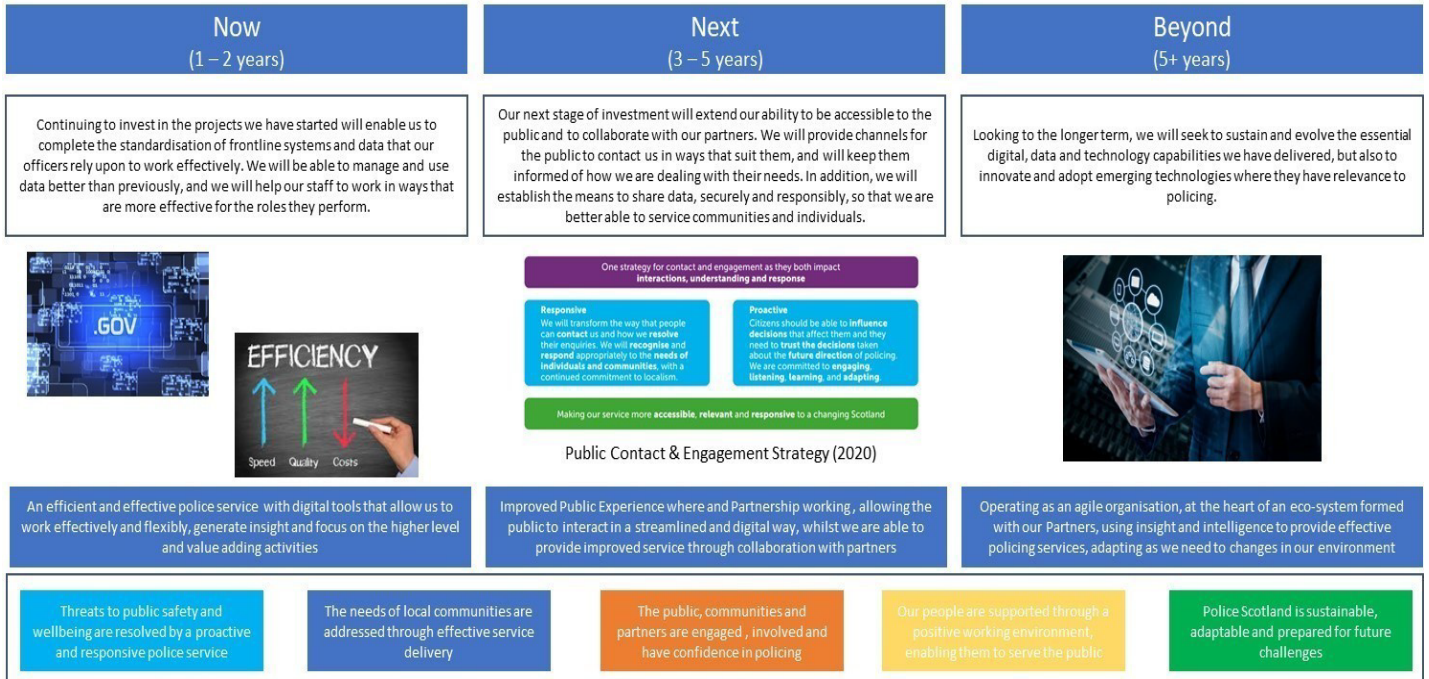 Now
(1 – 2 years)
Next
(3 – 5 years)
Beyond
(5+ years)
Continuing to invest in the projects we have started will enable us to
complete the standardisation of frontline systems and data that our
officers rely upon to work effectively. We will be able to manage and use
data better than previously, and we will help our staff to work in ways that
are more effective for the roles they perform.
Our next stage of investment will extend our ability to be accessible to the
public and to collaborate with our partners. We will provide channels for
the public to contact us in ways that suit them, and will keep them
informed of how we are dealing with their needs. In addition, we will
establish the means to share data, securely and responsibly, so that we are
better able to service communities and individuals.
Looking to the longer term, we will seek to sustain and evolve the essential
digital, data and technology capabilities we have delivered, but also to
innovate and adopt emerging technologies where they have relevance to
policing.
.GOV
EFFICIENCY
Speed Quality Costs
One strategy for contact and engagement as they both impact
interactions, understanding and response
Responsive
We will transform the way that people
can contact us and how we resolve
their enquiries. We will recognise and
respond appropriately to the needs of
individuals and communities, with a
continued commitment to localism.
Proactive
Citizens should be able to influence
decisions that affect them and they
need to trust the decisions taken
about the future direction of policing.
We are committed to engaging,
listening, learning, and adapting.
Making our service more accessible, relevant and responsive to a changing Scotland
Public Contact & Engagement Strategy (2020)
An efficient and effective police service with digital tools that allow us to
work effectively and flexibly, generate insight and focus on the higher level
and value adding activities
Improved Public Experience where and Partnership working , allowing the
public to interact in a streamlined and digital way, whilst we are able to
provide improved service through collaboration with partners
Operating as an agile organisation, at the heart of an eco-system formed
with our Partners, using insight and intelligence to provide effective
policing services, adapting as we need to changes in our environment
Threats to public safety and
wellbeing are resolved by a proactive
and responsive police service
The needs of local communities are
addressed through effective service
delivery
The public, communities and
partners are engaged , involved and
have confidence in policing
Our people are supported through a
positive working environment,
enabling them to serve the public
Police Scotland is sustainable,
adaptable and prepared for future
challenges